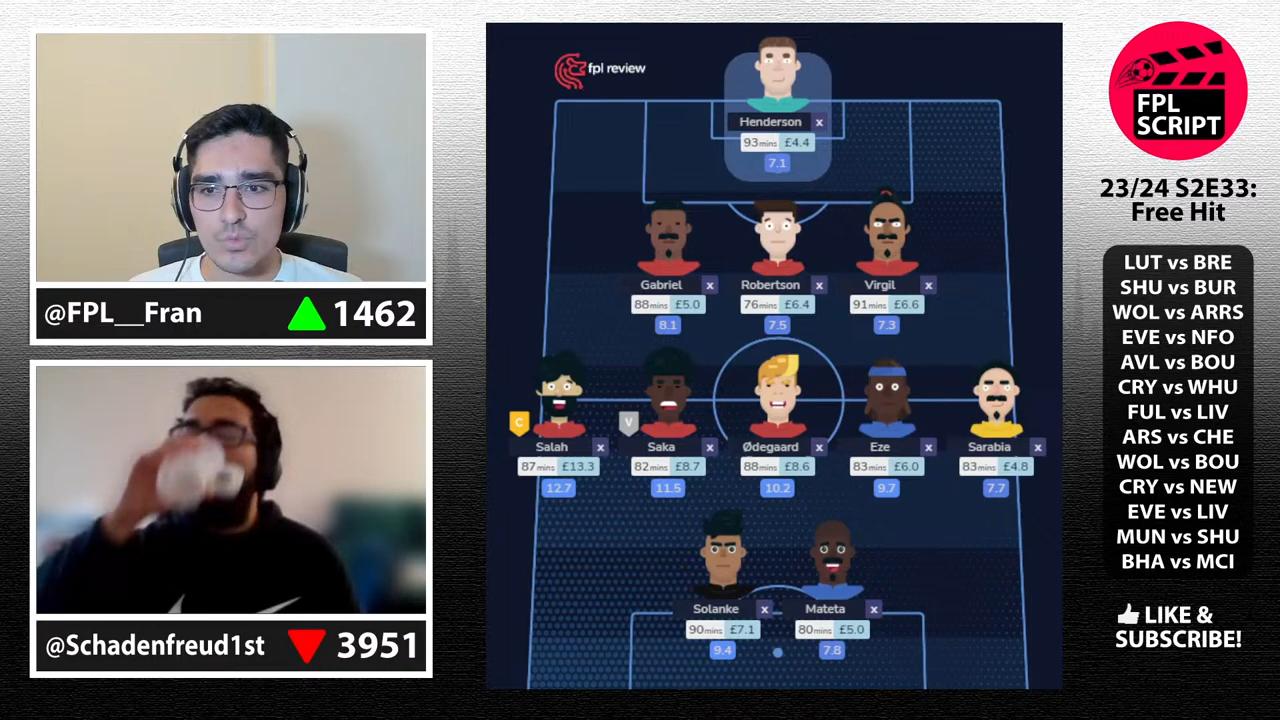 @FPL__Fran
1462
@Schadenfreud1st
3951
fpl review
Henderson x
93mins £4.4
7.1
Gabriel x
88mins £5.0
8.1
Robertson x
76mins £6.4
7.5
Virgil x
91mins £6.6
7.3
C
Salah x
87mins £13.3
12.7
V
Saka x
82mins £8.7
11.5
Ødegaard x
88mins £8.6
10.2
Eze x
83mins £6.0
9.7
Sarabia x
83mins £4.8
7.7
Solanke x
90mins £7.1
9.4
Mateta x
80mins £5.0
7.8
FPL
SCRIPT
23/24 S2E33:
Free Hit
LUT vs BRE
SHU vs BUR
WOL vs ARRS
EVE vs NFO
AVL vs BOU
CRY vs WHU
FUL vs LIV
ARS vs CHE
WOL vs BOU
CRY vs NEW
EVE vs LIV
MUN vs SHU
BHA vs MCI
LIKE &
SUBSCRIBE!